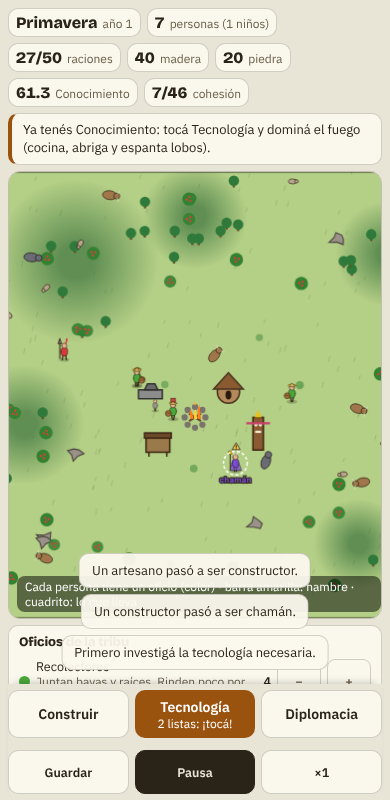 Primavera año 1
7 personas (1 niños)
27/50 raciones
40 madera
20 piedra
61.3 Conocimiento
7/46 cohesión
Ya tenés Conocimiento: tocá Tecnología y dominá el fuego
(cocina, abriga y espanta lobos).
chamán
Un artesano pasó a ser constructor.
Cada persona tiene un oficio (color) · barra amarilla: hambre ·
cuadrito:
Un constructor pasó a ser chamán.
Oficios de la tribu
Primero investigá la tecnología necesaria.
Recolectores
Juntan bayas y raíces. Rinden poco por
4
−
+
Construir
Tecnología
2 listas: ¡tocá!
Diplomacia
Guardar
Pausa
×1